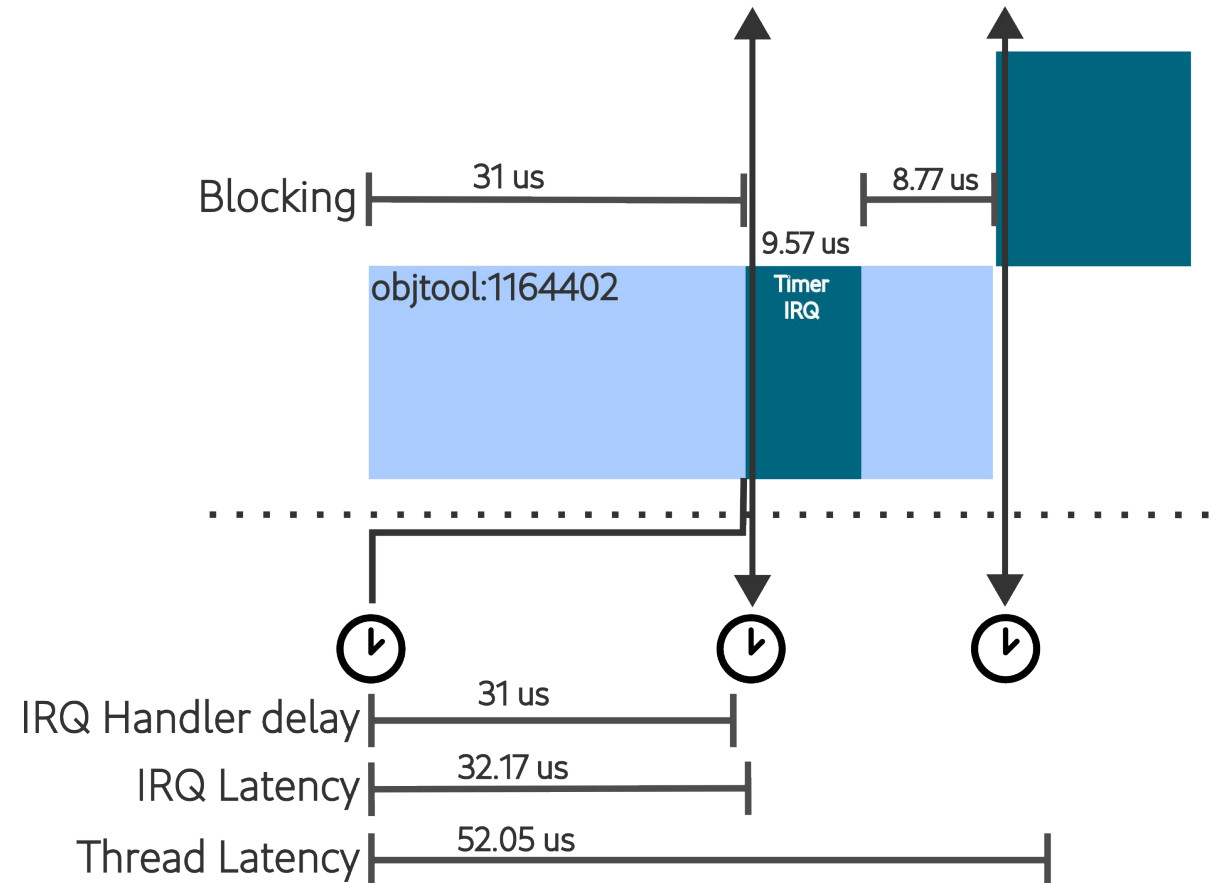 31 us
8.77 us
Blocking
9.57 us
objtool:1164402
Timer
IRQ
31 us
IRQ Handler delay
32.17 us
IRQ Latency
52.05 us
Thread Latency